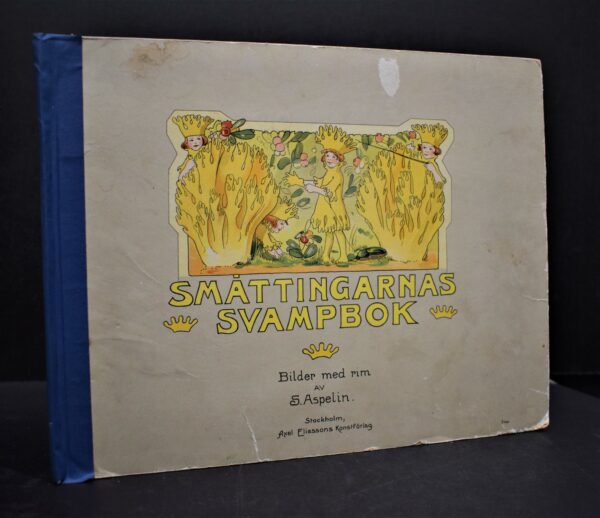 SMÅTTINGARNAS
SVAMPBOK
Bilder med rim
AV
S. Aspelin.
Stockholm,
Axel Eliassons Konstförlag